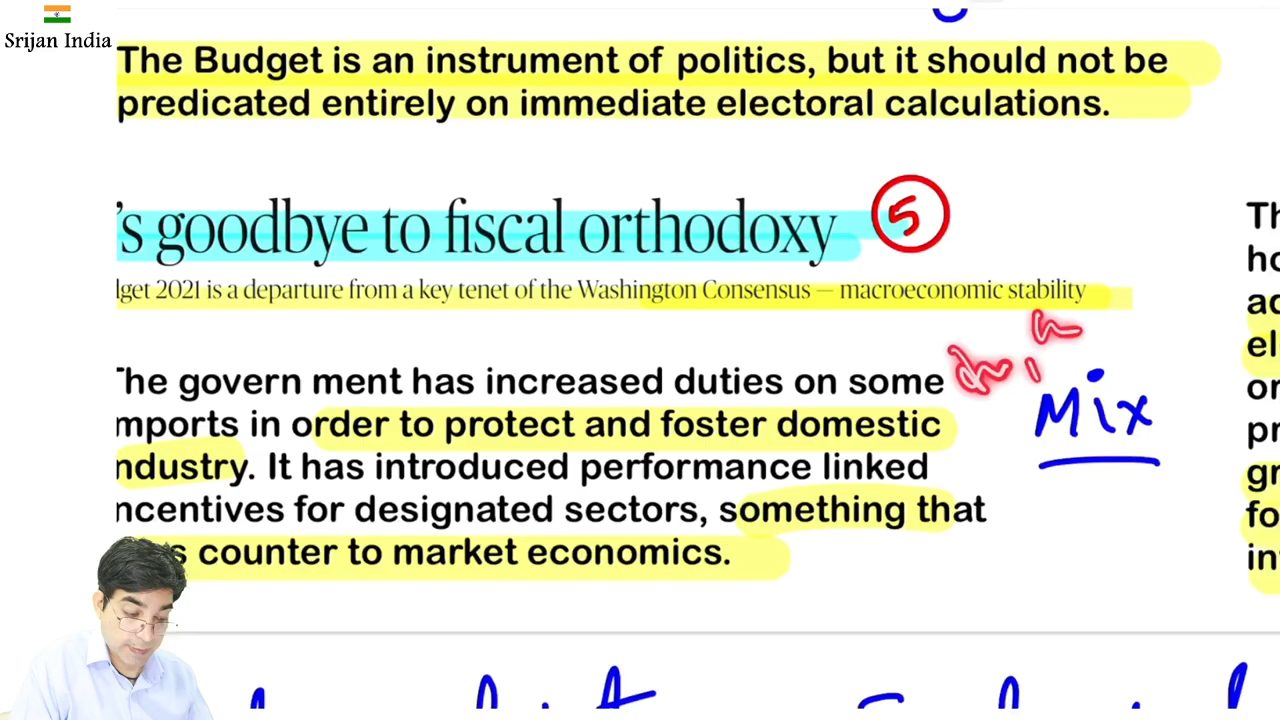 Srijan India
The Budget is an instrument of politics, but it should not be
predicated entirely on immediate electoral calculations.
's goodbye to fiscal orthodoxy
5
lget 2021 is a departure from a key tenet of the Washington Consensus — macroeconomic stability
The govern ment has increased duties on some
mports in order to protect and foster domestic
ndustry. It has introduced performance linked
ncentives for designated sectors, something that
counter to market economics.
Mix
Th
ho
ac
el
or
pr
gr
fo
in